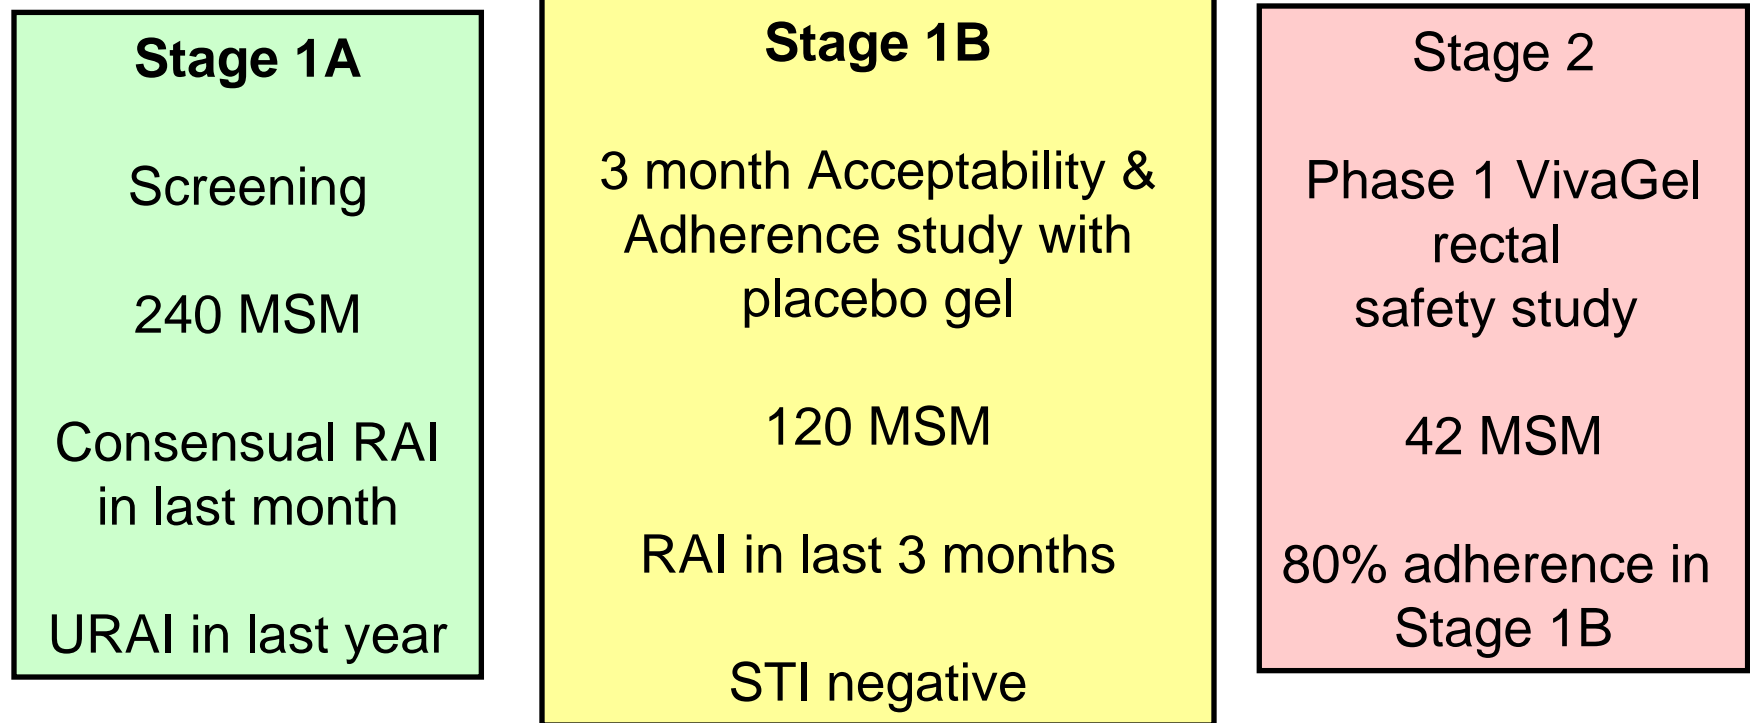 Stage 1A
Screening
240 MSM
Consensual RAI
in last month
URAI in last year
Stage 1B
3 month Acceptability &
Adherence study with
placebo gel
120 MSM
RAI in last 3 months
STI negative
Stage 2
Phase 1 VivaGel
rectal
safety study
42 MSM
80% adherence in
Stage 1B